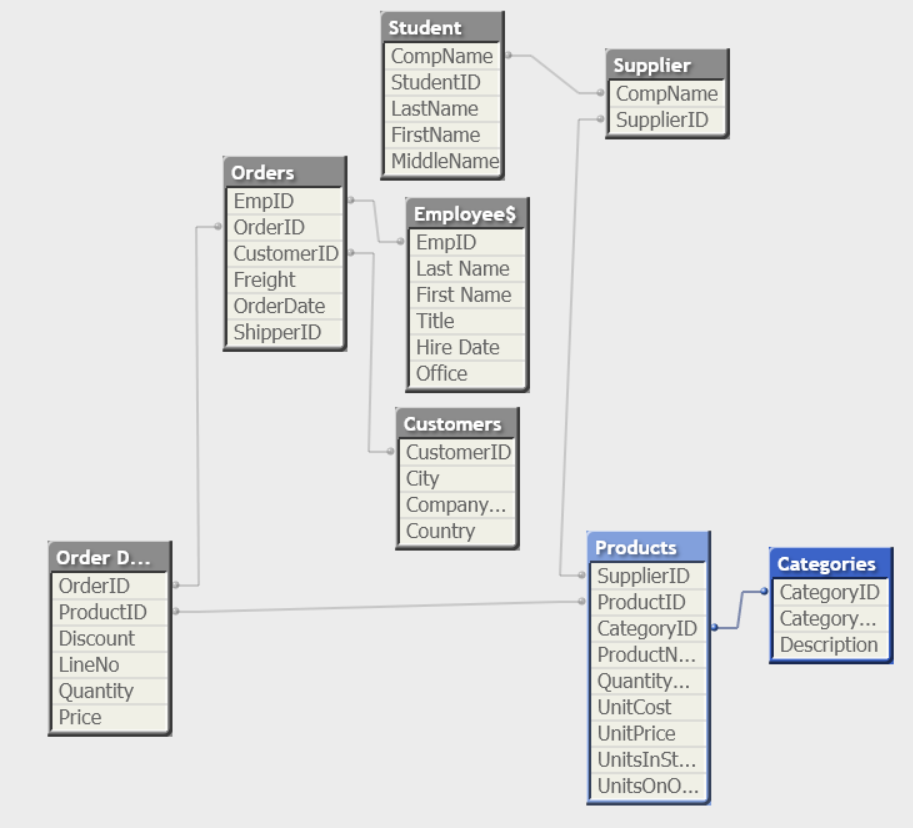 Student
CompName
StudentID
LastName
FirstName
MiddleName
Supplier
CompName
SupplierID
Orders
EmpID
OrderID
CustomerID
Freight
OrderDate
ShipperID
Employee$
EmpID
Last Name
First Name
Title
Hire Date
Office
Customers
CustomerID
City
Company...
Country
Order D...
OrderID
ProductID
Discount
LineNo
Quantity
Price
Products
SupplierID
ProductID
CategoryID
ProductN...
Quantity...
UnitCost
UnitPrice
UnitsInSt...
UnitsOnO...
Categories
CategoryID
Category...
Description